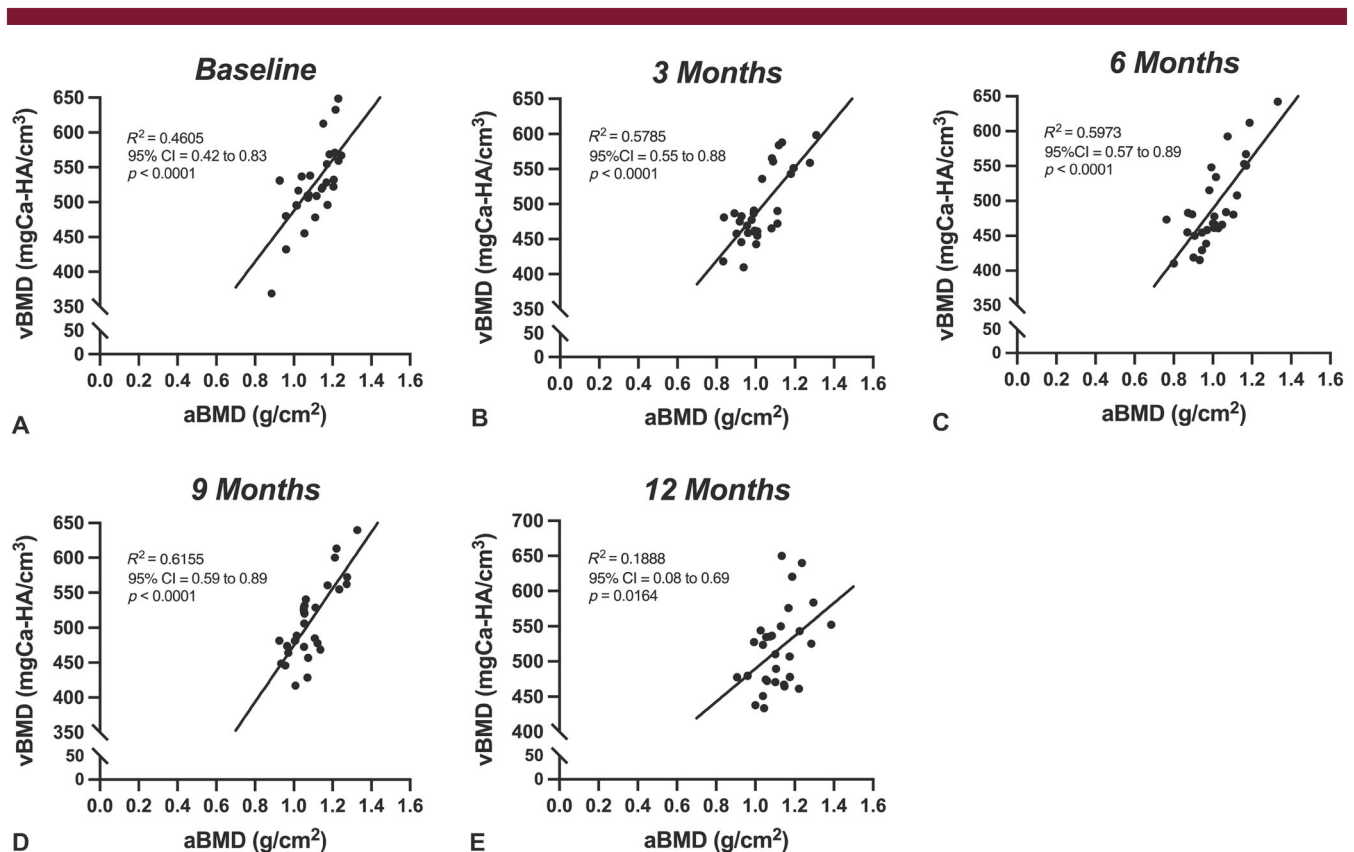 Baseline
650
600
550
500
450
400
350
50
0
vBMD (mgCa-HA/cm³)
R² = 0.4605
95% CI = 0.42 to 0.83
p < 0.0001
0.0 0.2 0.4 0.6 0.8 1.0 1.2 1.4 1.6
aBMD (g/cm²)
A
3 Months
650
600
550
500
450
400
350
50
0
vBMD (mgCa-HA/cm³)
R² = 0.5785
95%CI = 0.55 to 0.88
p < 0.0001
0.0 0.2 0.4 0.6 0.8 1.0 1.2 1.4 1.6
aBMD (g/cm²)
B
6 Months
650
600
550
500
450
400
350
50
0
vBMD (mgCa-HA/cm³)
R² = 0.5973
95%CI = 0.57 to 0.89
p < 0.0001
0.0 0.2 0.4 0.6 0.8 1.0 1.2 1.4 1.6
aBMD (g/cm²)
C
9 Months
650
600
550
500
450
400
350
50
0
vBMD (mgCa-HA/cm³)
R² = 0.6155
95% CI = 0.59 to 0.89
p < 0.0001
0.0 0.2 0.4 0.6 0.8 1.0 1.2 1.4 1.6
aBMD (g/cm²)
D
12 Months
700
650
600
550
500
450
400
50
0
vBMD (mgCa-HA/cm³)
R² = 0.1888
95% CI = 0.08 to 0.69
p = 0.0164
0.0 0.2 0.4 0.6 0.8 1.0 1.2 1.4 1.6
aBMD (g/cm²)
E